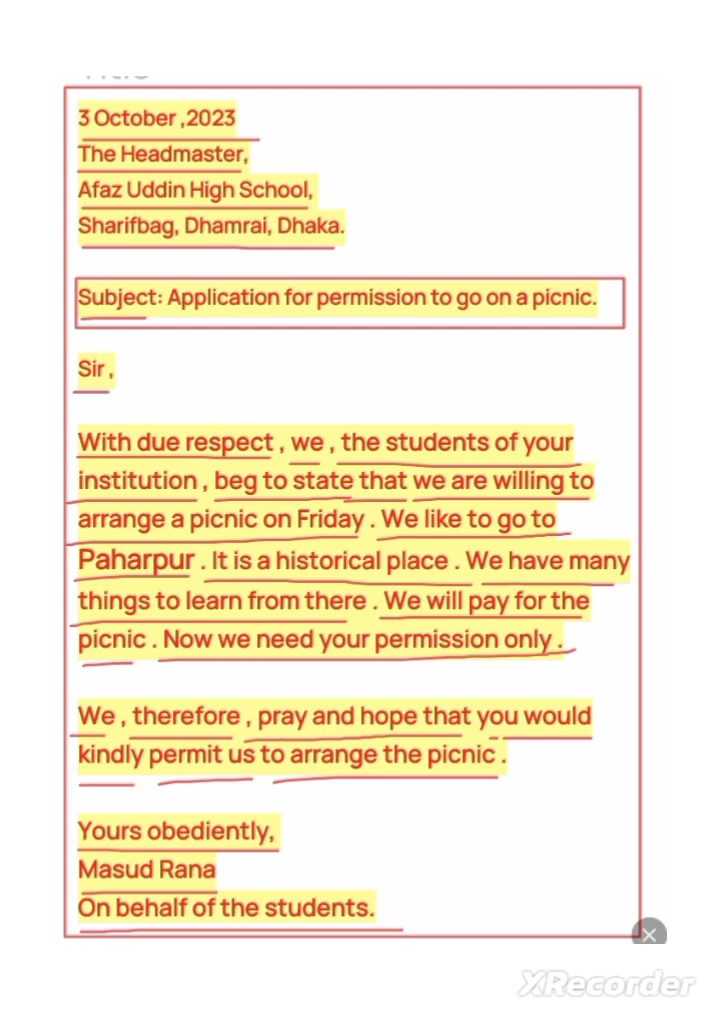 3 October ,2023
The Headmaster,
Afaz Uddin High School,
Sharifbag, Dhamrai, Dhaka.
Subject: Application for permission to go on a picnic.
Sir ,
With due respect , we , the students of your
institution , beg to state that we are willing to
arrange a picnic on Friday . We like to go to
Paharpur . It is a historical place . We have many
things to learn from there . We will pay for the
picnic . Now we need your permission only .
We , therefore , pray and hope that you would
kindly permit us to arrange the picnic .
Yours obediently,
Masud Rana
On behalf of the students.
XRecorder